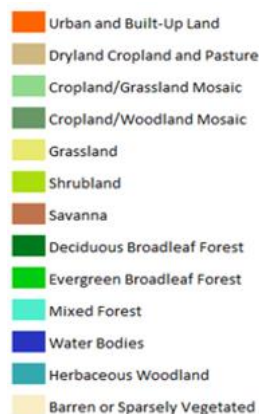 Urban and Built-Up Land
Dryland Cropland and Pasture
Cropland/Grassland Mosaic
Cropland/Woodland Mosaic
Grassland
Shrubland
Savanna
Deciduous Broadleaf Forest
Evergreen Broadleaf Forest
Mixed Forest
Water Bodies
Herbaceous Woodland
Barren or Sparsely Vegetated